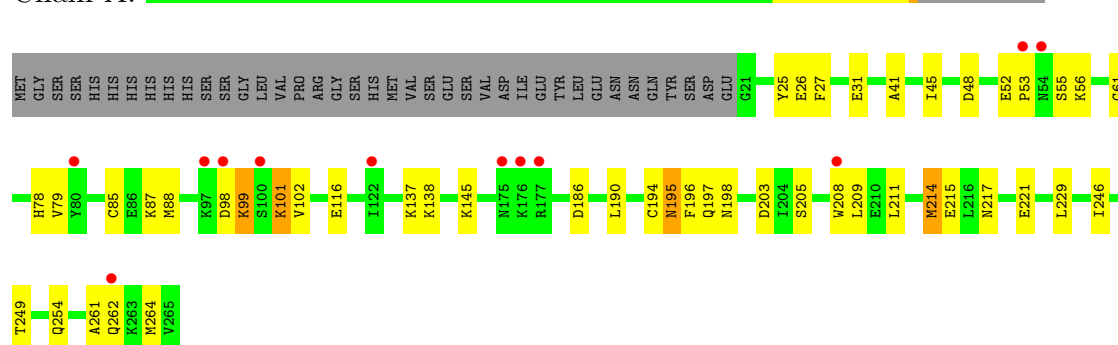 Chain A:
MET GLY SER SER HIS HIS HIS HIS HIS HIS SER SER GLY LEU VAL PRO ARG GLY SER HIS MET VAL SER GLU SER VAL ASP ILE GLU TYR LEU GLU ASN ASN GLN TYR SER ASP GLU G21 Y25 E26 F27 E31 A41 I45 D48 E52 P53 N54 S55 K56
H78 V79 Y80 C85 E86 K87 M88 K97 D98 K99 S100 K101 V102 E116 I122 K137 K138 K145 N175 K176 R177 D186 L190 C194 N195 F196 Q197 N198 D203 I204 S205 W208 L209 E210 L211 M214 E215 L216 N217 E221 L229 I246
T249 Q254 A261 Q262 K263 M264 V265